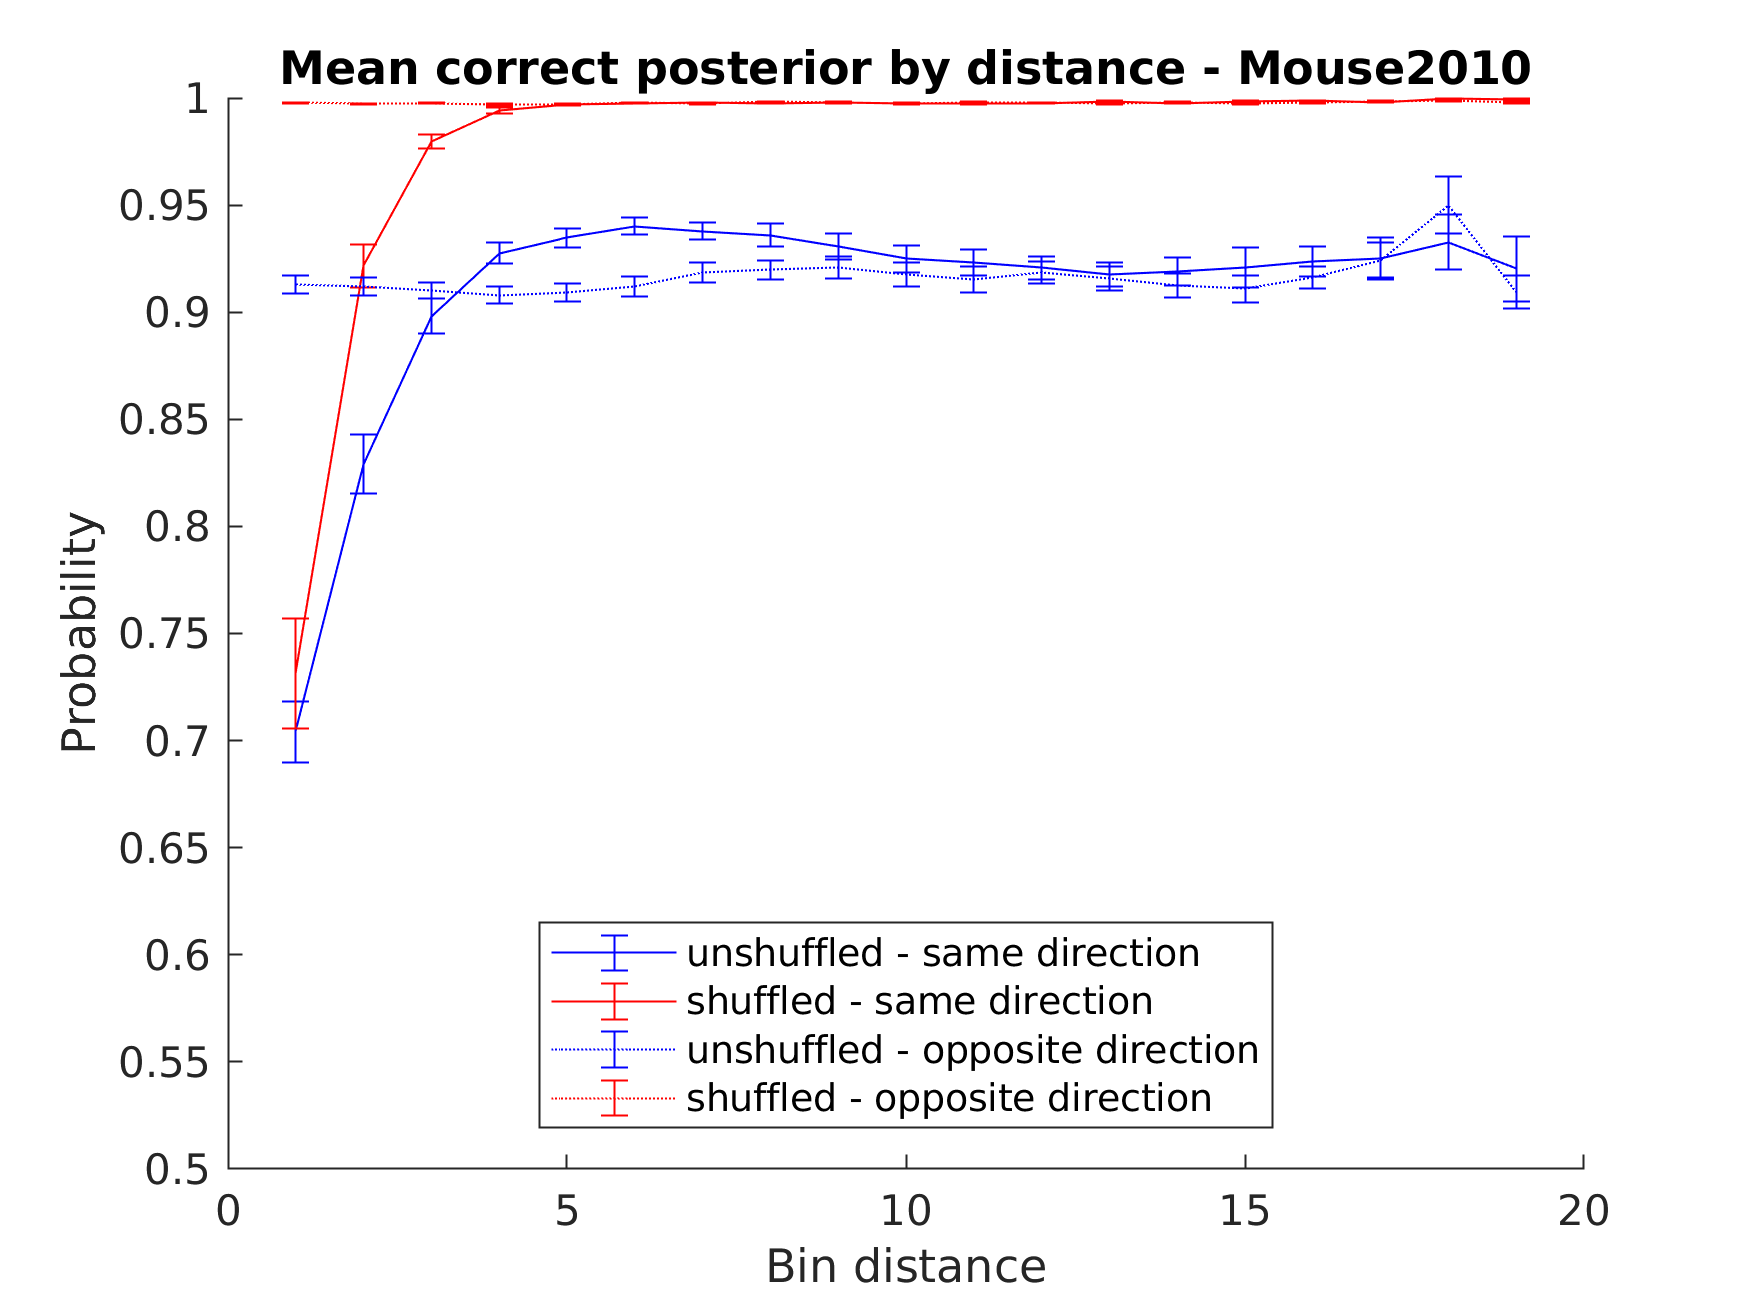 Mean correct posterior by distance - Mouse2010
1
0.95
0.9
0.85
0.8
0.75
0.7
0.65
0.6
0.55
0.5
Probability
unshuffled - same direction
shuffled - same direction
unshuffled - opposite direction
shuffled - opposite direction
0 5 10 15 20
Bin distance